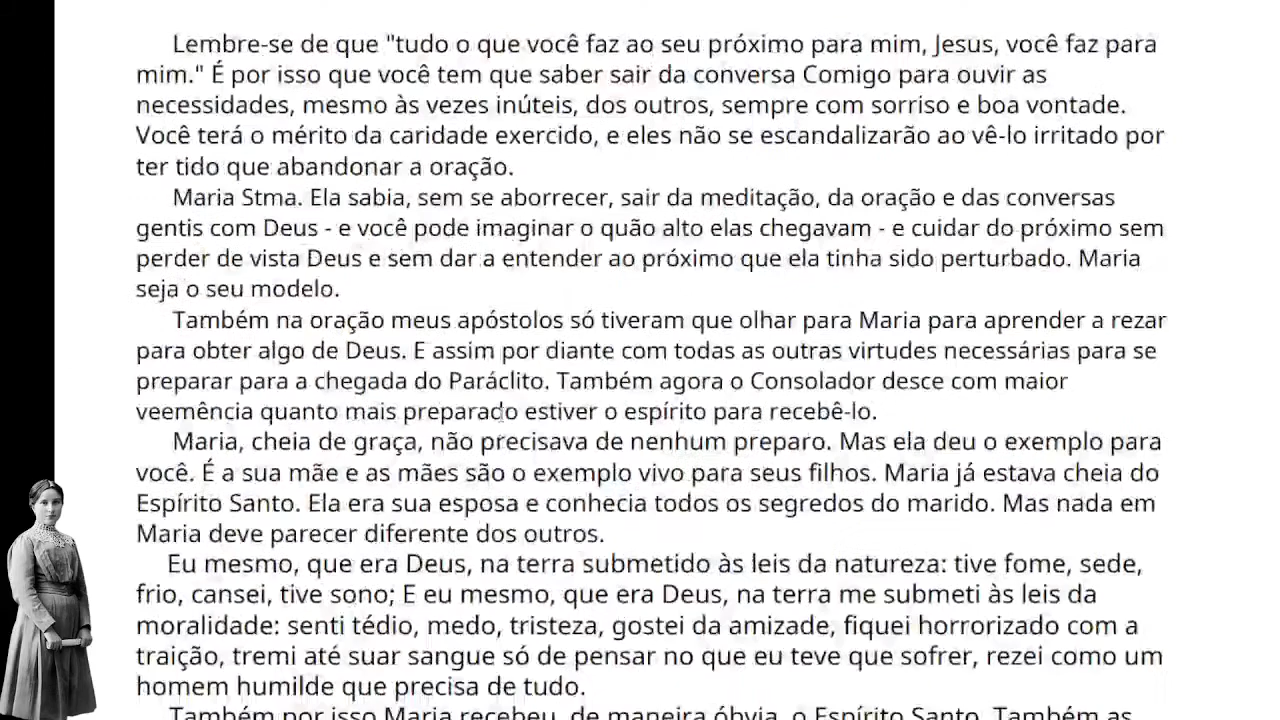 Lembre-se de que "tudo o que você faz ao seu próximo para mim, Jesus, você faz para
mim." É por isso que você tem que saber sair da conversa Comigo para ouvir as
necessidades, mesmo às vezes inúteis, dos outros, sempre com sorriso e boa vontade.
Você terá o mérito da caridade exercido, e eles não se escandalizarão ao vê-lo irritado por
ter tido que abandonar a oração.
Maria Stma. Ela sabia, sem se aborrecer, sair da meditação, da oração e das conversas
gentis com Deus - e você pode imaginar o quão alto elas chegavam - e cuidar do próximo sem
perder de vista Deus e sem dar a entender ao próximo que ela tinha sido perturbado. Maria
seja o seu modelo.
Também na oração meus apóstolos só tiveram que olhar para Maria para aprender a rezar
para obter algo de Deus. E assim por diante com todas as outras virtudes necessárias para se
preparar para a chegada do Paráclito. Também agora o Consolador desce com maior
veemência quanto mais preparado estiver o espírito para recebê-lo.
Maria, cheia de graça, não precisava de nenhum preparo. Mas ela deu o exemplo para
você. É a sua mãe e as mães são o exemplo vivo para seus filhos. Maria já estava cheia do
Espírito Santo. Ela era sua esposa e conhecia todos os segredos do marido. Mas nada em
Maria deve parecer diferente dos outros.
Eu mesmo, que era Deus, na terra submetido às leis da natureza: tive fome, sede,
frio, cansei, tive sono; E eu mesmo, que era Deus, na terra me submeti às leis da
moralidade: senti tédio, medo, tristeza, gostei da amizade, fiquei horrorizado com a
traição, tremi até suar sangue só de pensar no que eu teve que sofrer, rezei como um
homem humilde que precisa de tudo.
Também por isso Maria recebeu, de maneira óbvia, o Espírito Santo. Também as